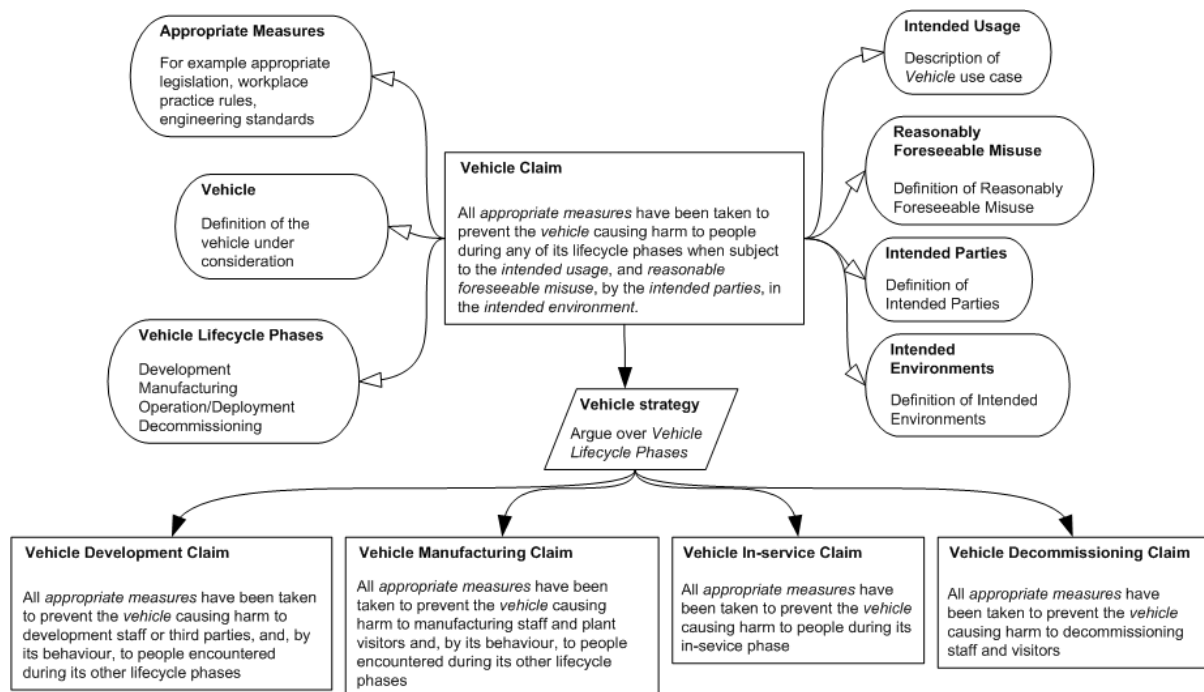 Appropriate Measures
For example appropriate
legislation, workplace
practice rules,
engineering standards
Vehicle
Definition of the
vehicle under
consideration
Vehicle Lifecycle Phases
Development
Manufacturing
Operation/Deployment
Decommissioning
Vehicle Claim
All appropriate measures have been taken to
prevent the vehicle causing harm to people
during any of its lifecycle phases when subject
to the intended usage, and reasonable
foreseeable misuse, by the intended parties, in
the intended environment.
Intended Usage
Description of
Vehicle use case
Reasonably
Foreseeable Misuse
Definition of Reasonably
Foreseeable Misuse
Intended Parties
Definition of
Intended Parties
Intended
Environments
Definition of Intended
Environments
Vehicle strategy
Argue over Vehicle
Lifecycle Phases
Vehicle Development Claim
All appropriate measures have been taken
to prevent the vehicle causing harm to
development staff or third parties, and, by
its behaviour, to people encountered
during its other lifecycle phases
Vehicle Manufacturing Claim
All appropriate measures have been
taken to prevent the vehicle causing
harm to manufacturing staff and plant
visitors and, by its behaviour, to people
encountered during its other lifecycle
phases
Vehicle In-service Claim
All appropriate measures have
been taken to prevent the vehicle
causing harm to people during its
in-sevice phase
Vehicle Decommissioning Claim
All appropriate measures have
been taken to prevent the vehicle
causing harm to decommissioning
staff and visitors